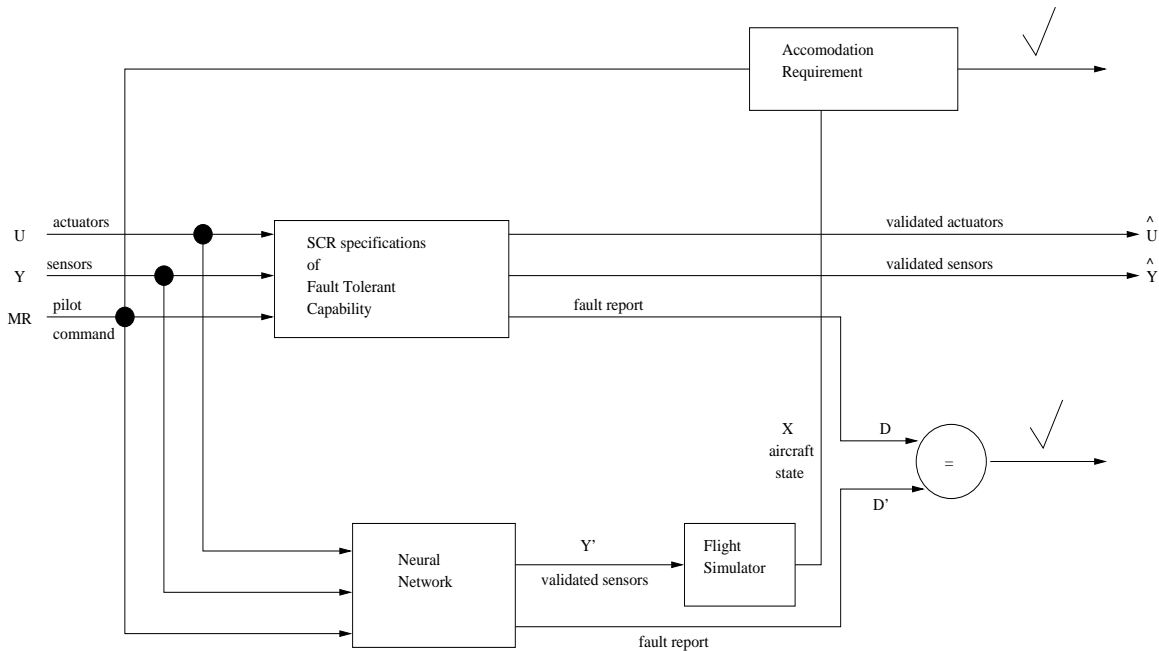 Accomodation
Requirement
actuators
U
sensors
Y
pilot
MR
command
SCR specifications
of
Fault Tolerant
Capability
validated actuators
^
U
validated sensors
^
Y
fault report
X
aircraft
state
D
=
D’
Neural
Network
Y’
validated sensors
Flight
Simulator
fault report